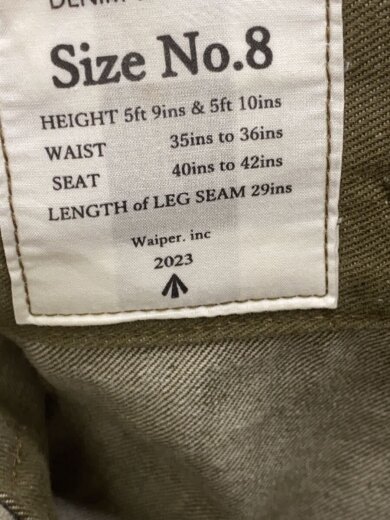 DENIM
Size No.8
HEIGHT 5ft 9ins & 5ft 10ins
WAIST 35ins to 36ins
SEAT 40ins to 42ins
LENGTH of LEG SEAM 29ins
Waiper. inc
2023